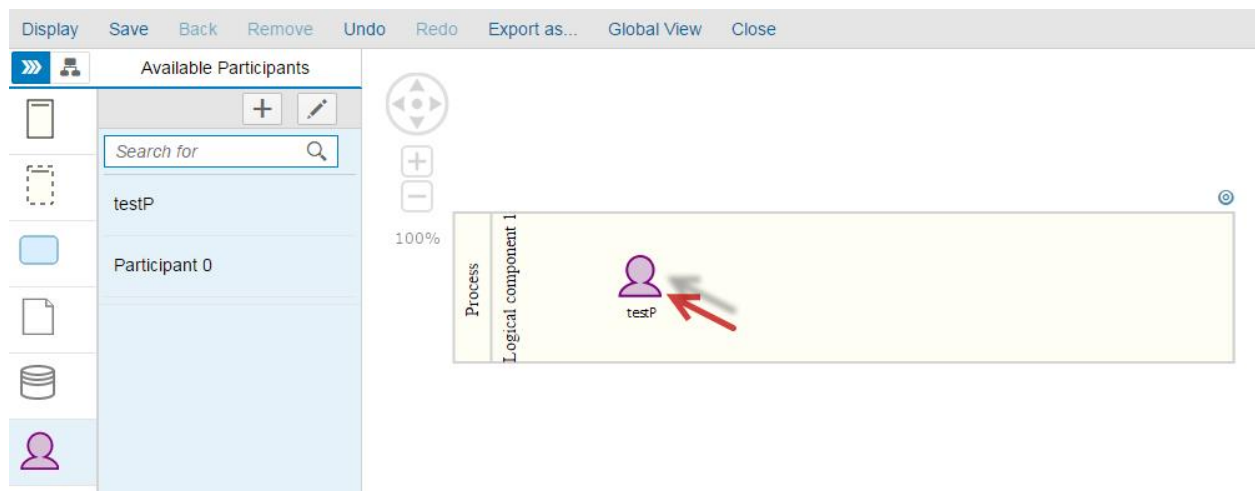 Display Save Back Remove Undo Redo Export as... Global View Close
Available Participants
Search for
testP
Participant 0
100%
Process
Logical component 1
testP